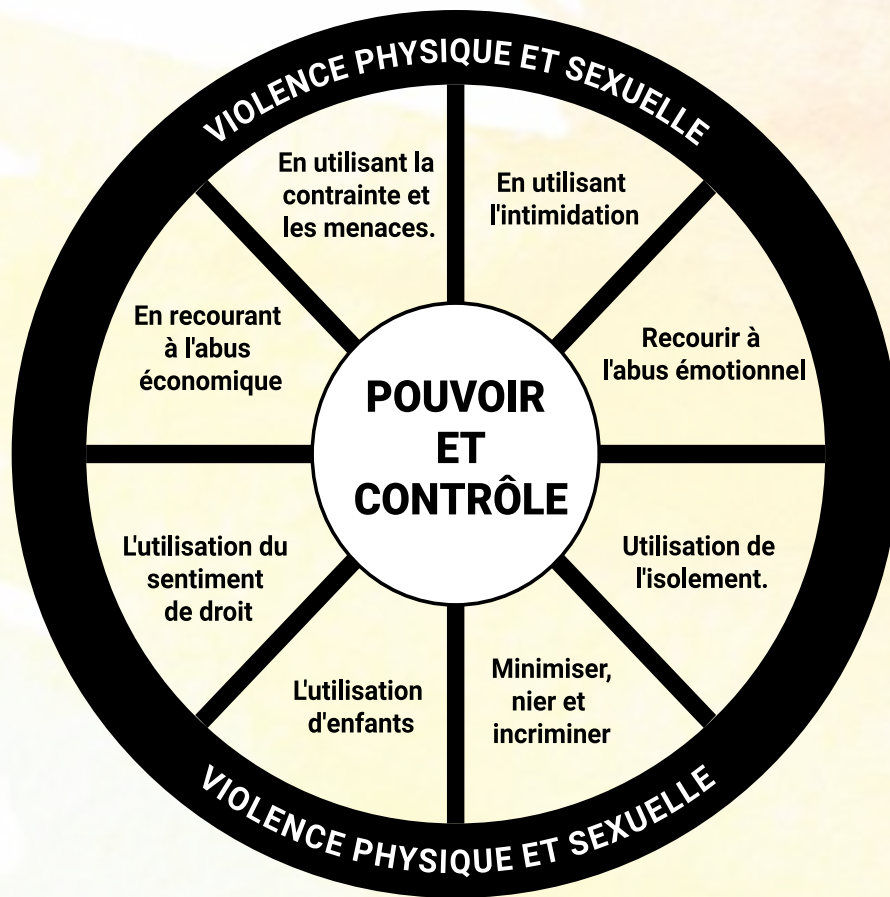 VIOLENCE PHYSIQUE ET SEXUELLE
En utilisant la
contrainte et
les menaces.
En utilisant
l'intimidation
En recourant
à l'abus
économique
Recourir à
l'abus émotionnel
POUVOIR
ET
CONTRÔLE
L'utilisation du
sentiment
de droit
Utilisation de
l'isolement.
L'utilisation
d'enfants
Minimiser,
nier et
incriminer
VIOLENCE PHYSIQUE ET SEXUELLE